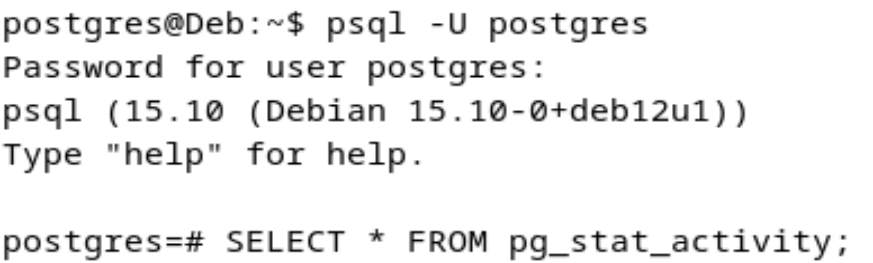 postgres@Deb:~$ psql -U postgres
Password for user postgres:
psql (15.10 (Debian 15.10-0+deb12u1))
Type "help" for help.
postgres=# SELECT * FROM pg_stat_activity;